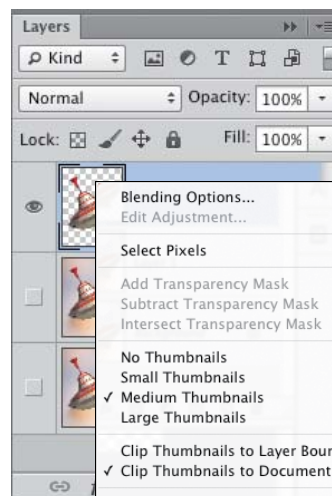 Layers
Kind
Normal Opacity: 100%
Lock: Fill: 100%
Blending Options...
Edit Adjustment...
Select Pixels
Add Transparency Mask
Subtract Transparency Mask
Intersect Transparency Mask
No Thumbnails
Small Thumbnails
✓ Medium Thumbnails
Large Thumbnails
Clip Thumbnails to Layer Bour
✓ Clip Thumbnails to Document